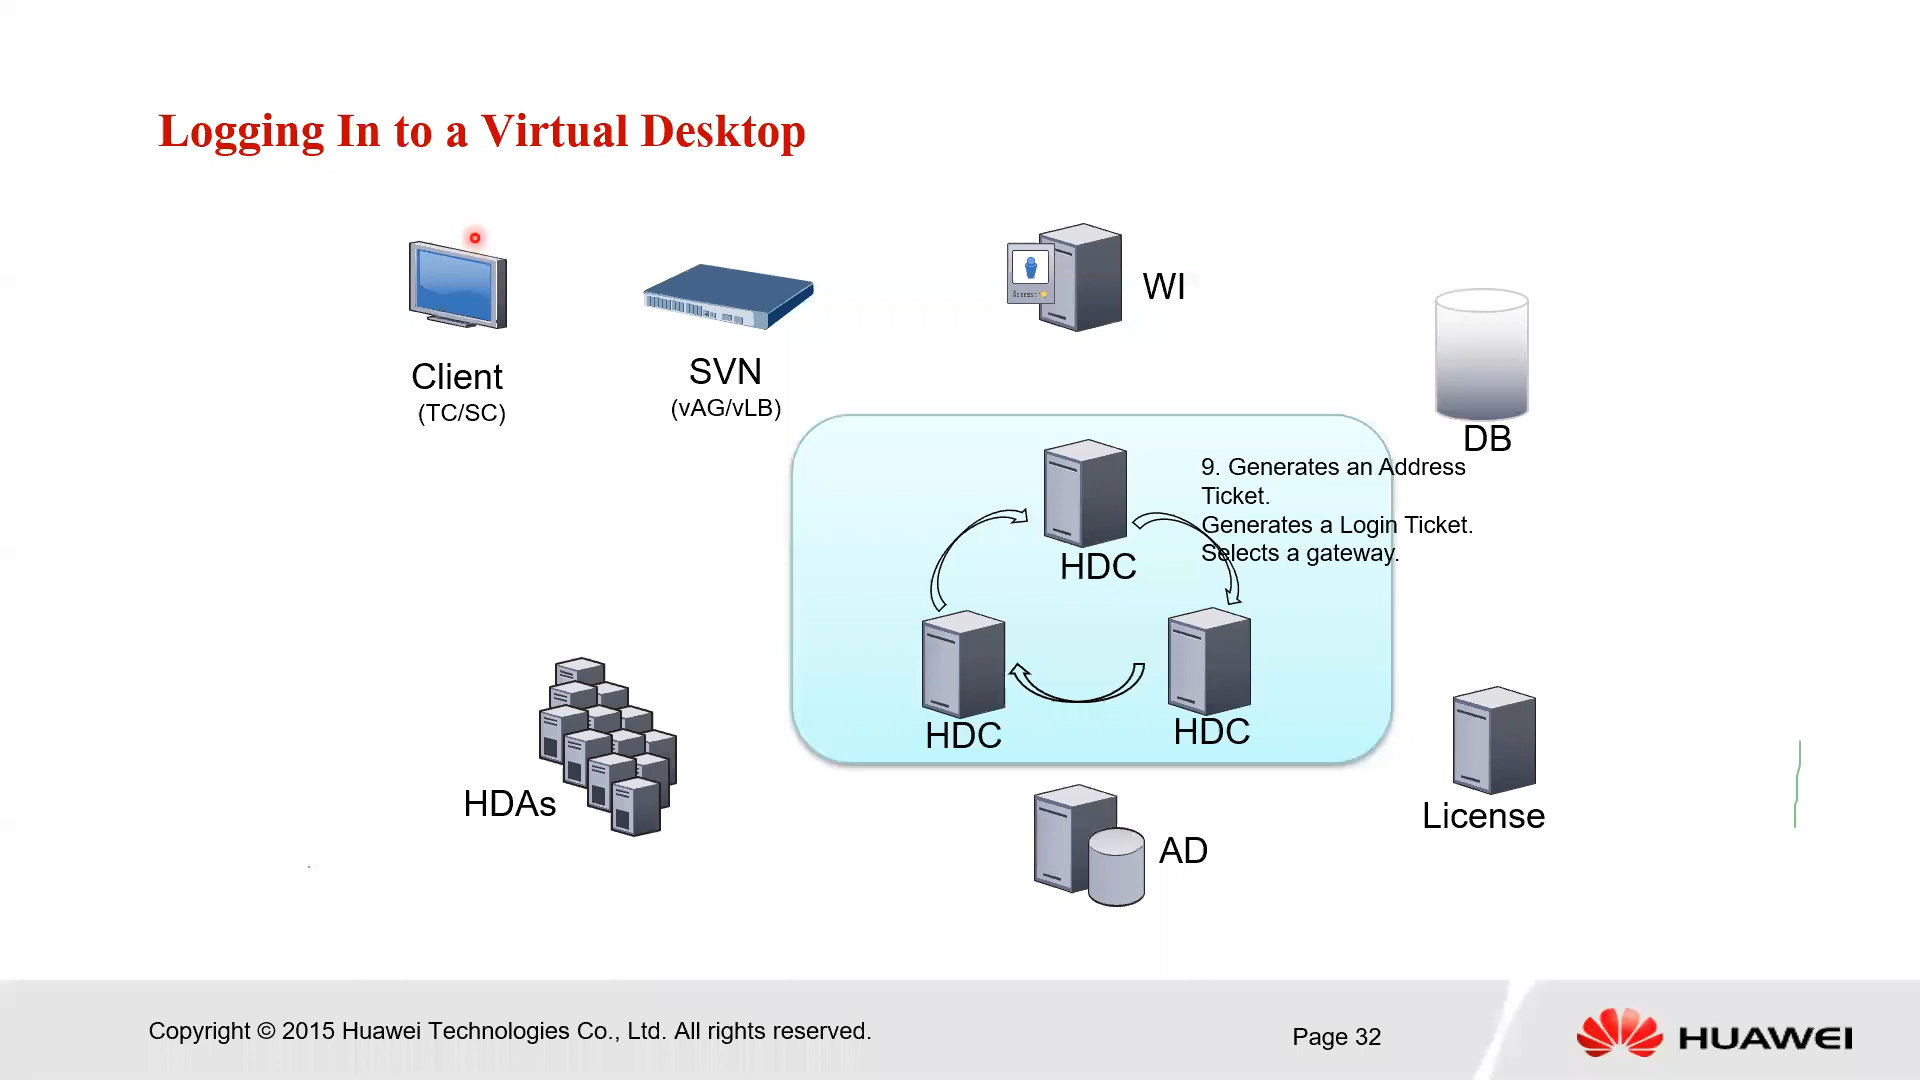 Logging In to a Virtual Desktop
Access:
WI
Client
(TC/SC)
SVN
(vAG/vLB)
DB
9. Generates an Address
Ticket.
Generates a Login Ticket.
Selects a gateway.
HDC
HDC
HDC
HDAs
License
AD
Copyright © 2015 Huawei Technologies Co., Ltd. All rights reserved.
Page 32
HUAWEI